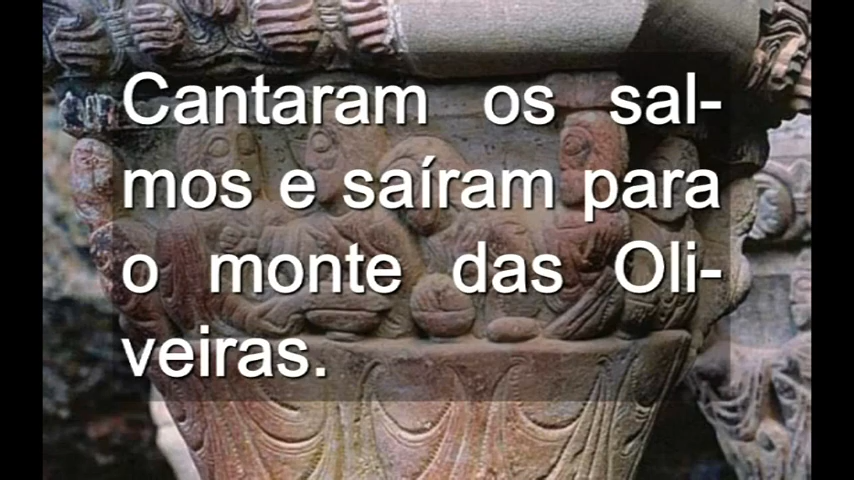 Cantaram os sal-
mos e saíram para
o monte das Oli-
veiras.